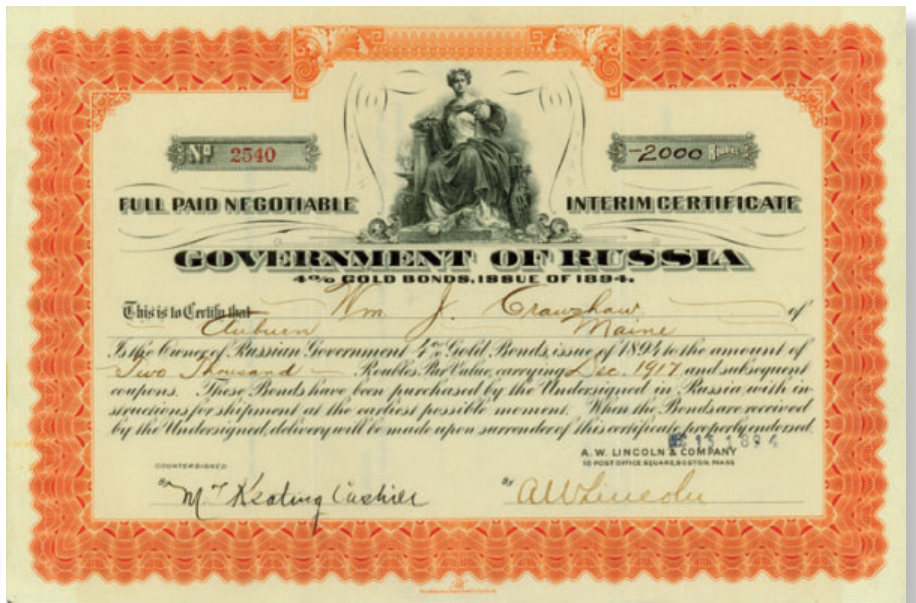 Nº 2540
-2000 Roubles
FULL PAID NEGOTIABLE
INTERIM CERTIFICATE
GOVERNMENT OF RUSSIA
4% GOLD BONDS, ISSUE OF 1894.
This is to Certify that Wm. J. Crawshaw of
Auburn Maine
Is the Owner of Russian Government 4% Gold Bonds, issue of 1894 to the amount of
Two Thousand Roubles Par Value, carrying Dec. 1917 and subsequent
coupons. These Bonds have been purchased by the Undersigned in Russia with in
structions for shipment at the earliest possible moment. When the Bonds are received
by the Undersigned, delivery will be made upon surrender of this certificate properly endorsed.
13 1894
A. W. LINCOLN & COMPANY
10 POST OFFICE SQUARE, BOSTON, MASS
COUNTERSIGNED
By M. T. Keating Cashier
By A W Lincoln